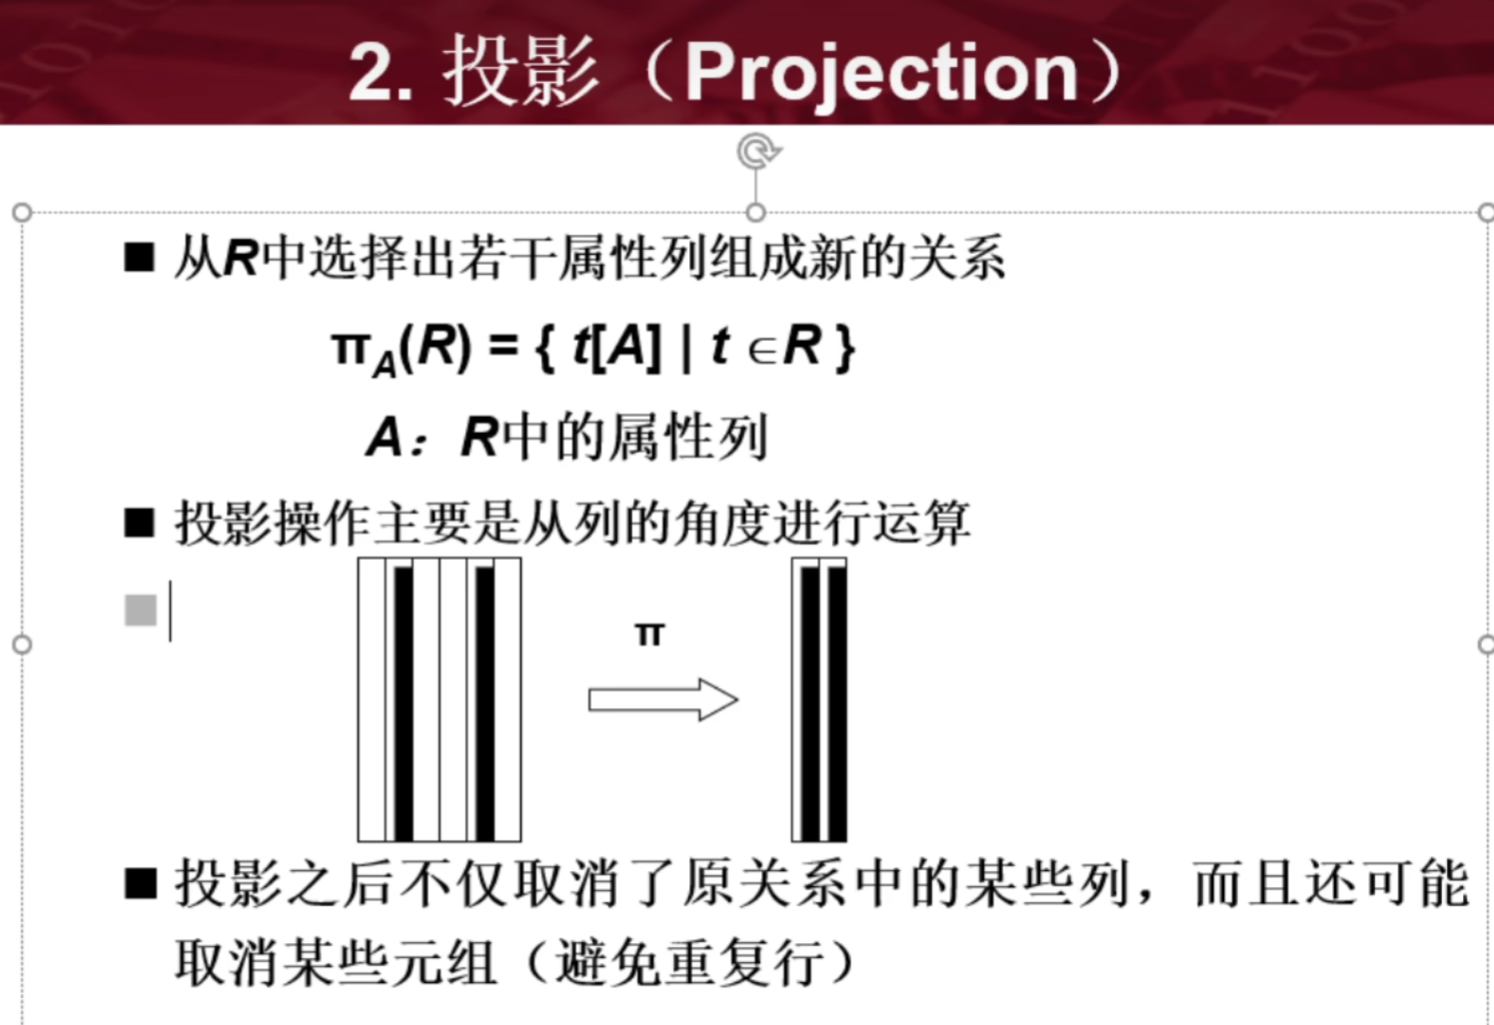 2. 投影（Projection）
■ 从R中选择出若干属性列组成新的关系
πA(R) = { t[A] | t ∈R }
A：R中的属性列
■ 投影操作主要是从列的角度进行运算
π
■ 投影之后不仅取消了原关系中的某些列，而且还可能
取消某些元组（避免重复行）